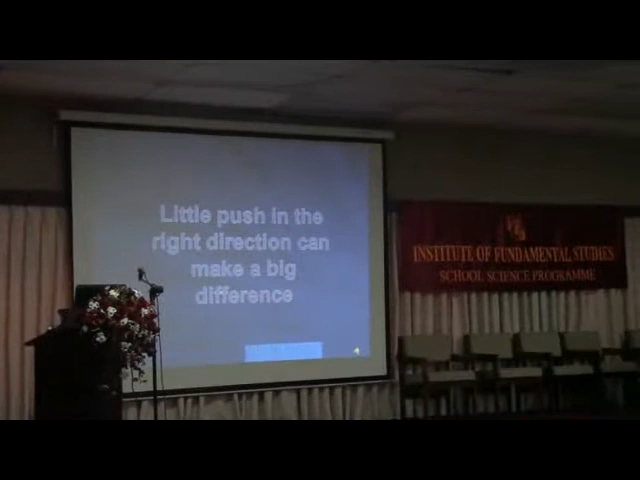 Little push in the
right direction can
make a big
difference
INSTITUTE OF FUNDAMENTAL STUDIES
SCHOOL SCIENCE PROGRAMME